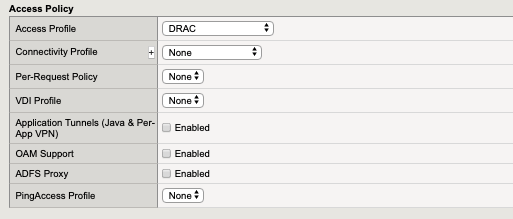 Access Policy
Access Profile DRAC
Connectivity Profile + None
Per-Request Policy None
VDI Profile None
Application Tunnels (Java & Per-
App VPN) Enabled
OAM Support Enabled
ADFS Proxy Enabled
PingAccess Profile None